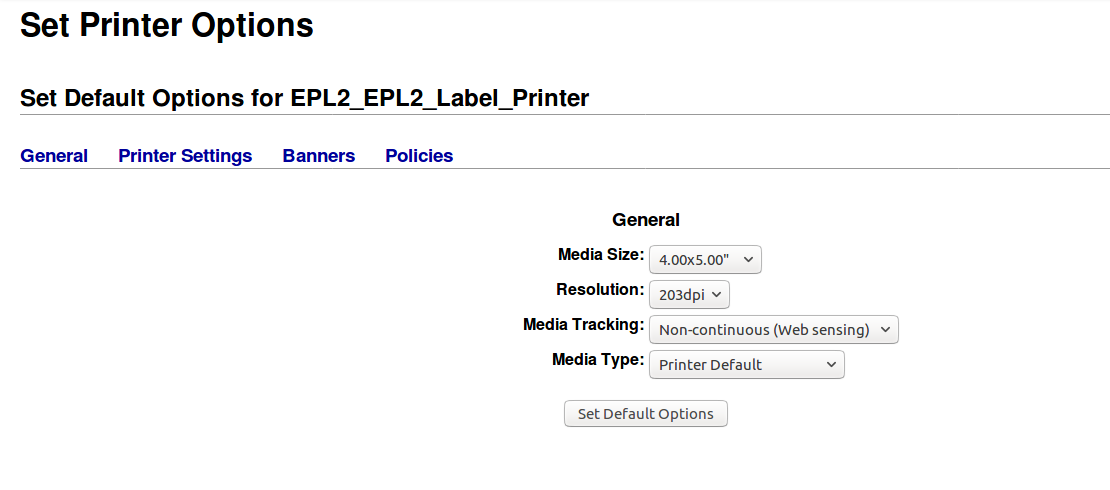 Set Printer Options
Set Default Options for EPL2_EPL2_Label_Printer
General Printer Settings Banners Policies
General
Media Size: 4.00x5.00"
Resolution: 203dpi
Media Tracking: Non-continuous (Web sensing)
Media Type: Printer Default
Set Default Options